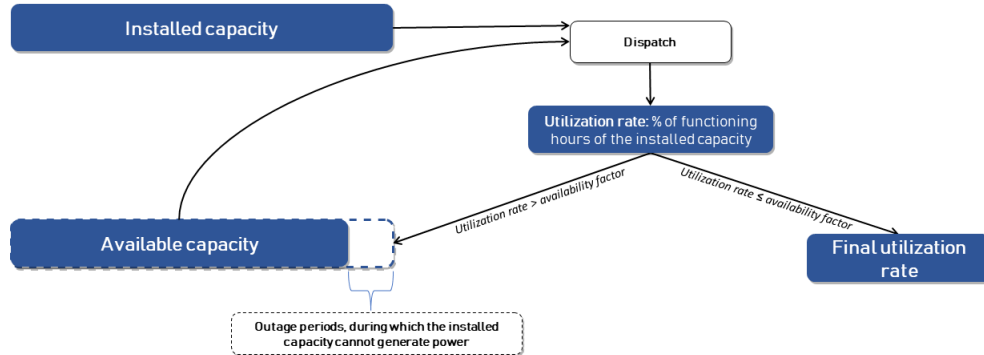 Installed capacity
Dispatch
Utilization rate: % of functioning
hours of the installed capacity
Utilization rate > availability factor
Utilization rate ≤ availability factor
Available capacity
Final utilization
rate
Outage periods, during which the installed
capacity cannot generate power